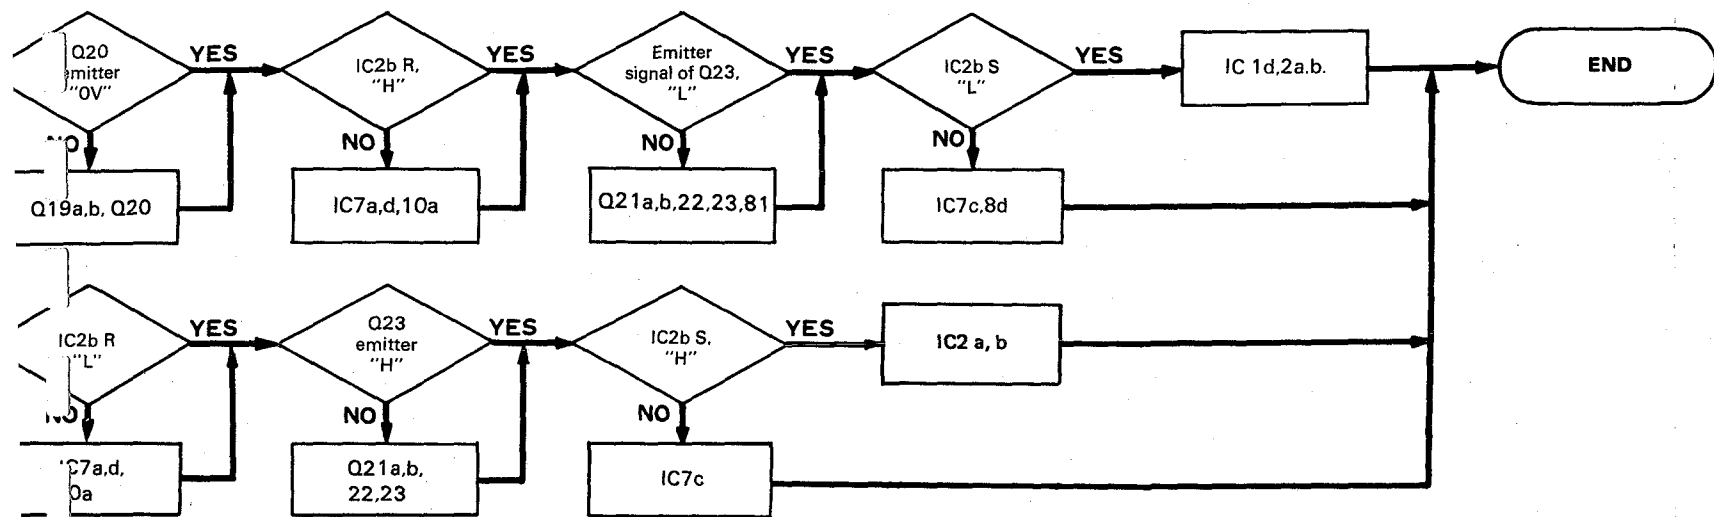 Q20
emitter
"0V"
YES
NO
Q19a,b, Q20
IC2b R,
"H"
YES
NO
IC7a,d,10a
Emitter
signal of Q23,
"L"
YES
NO
Q21a,b,22,23,81
IC2b S
"L"
YES
NO
IC7c,8d
IC 1d,2a.b.
END
IC2b R
"L"
YES
NO
IC7a,d,
0a
Q23
emitter
"H"
YES
NO
Q21a,b,
22,23
IC2b S,
"H"
YES
NO
IC7c
IC2 a, b